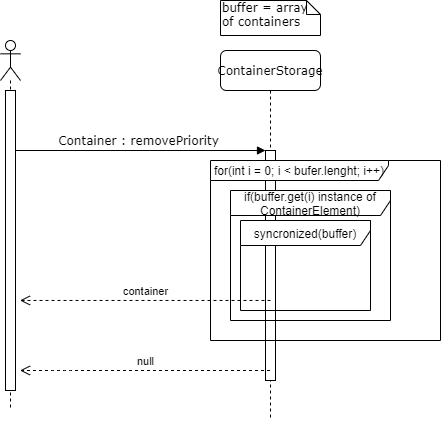 buffer = array
of containers
ContainerStorage
Container : removePriority
for(int i = 0; i < bufer.lenght; i++)
if(buffer.get(i) instance of
ContainerElement)
syncronized(buffer)
container
null